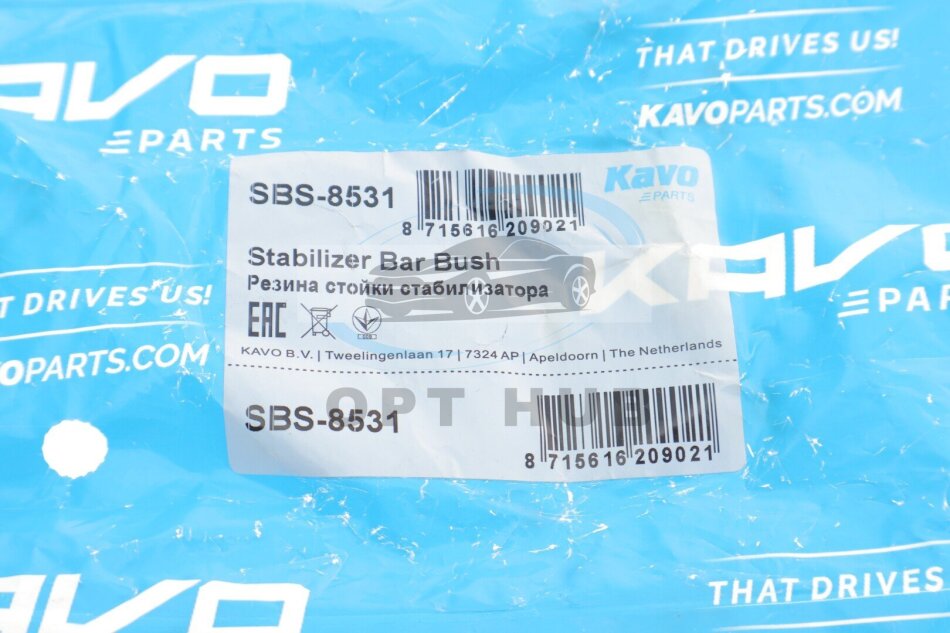 THAT DRIVES US!
KAVOPARTS.COM
KAVO
PARTS
SBS-8531
8 715616 209021
Kavo
PARTS
Stabilizer Bar Bush
Резина стойки стабилизатора
EAC
KAVO B.V. | Tweelingenlaan 17 | 7324 AP | Apeldoorn | The Netherlands
OPT HUB
SBS-8531
8 715616 209021
KAVO
PARTS
T DRIVES US!
OPARTS.COM
AVO
THAT DRIVES